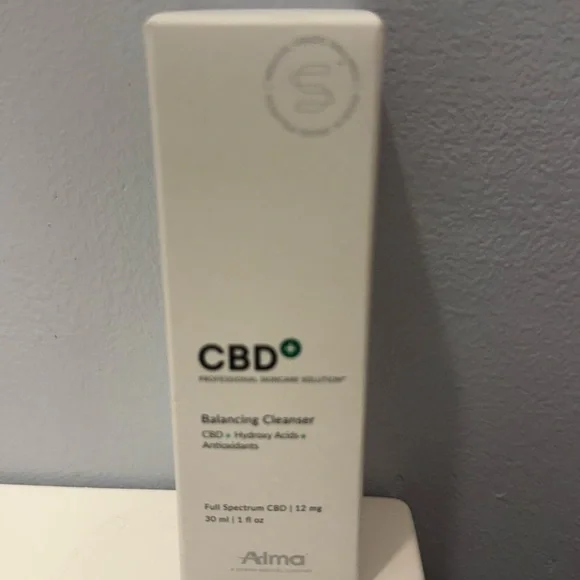 CBD+
PROFESSIONAL SKINCARE SOLUTION
Balancing Cleanser
CBD + Hydroxy Acids +
Antioxidants
Full Spectrum CBD | 12 mg
30 ml | 1 fl oz
Alma